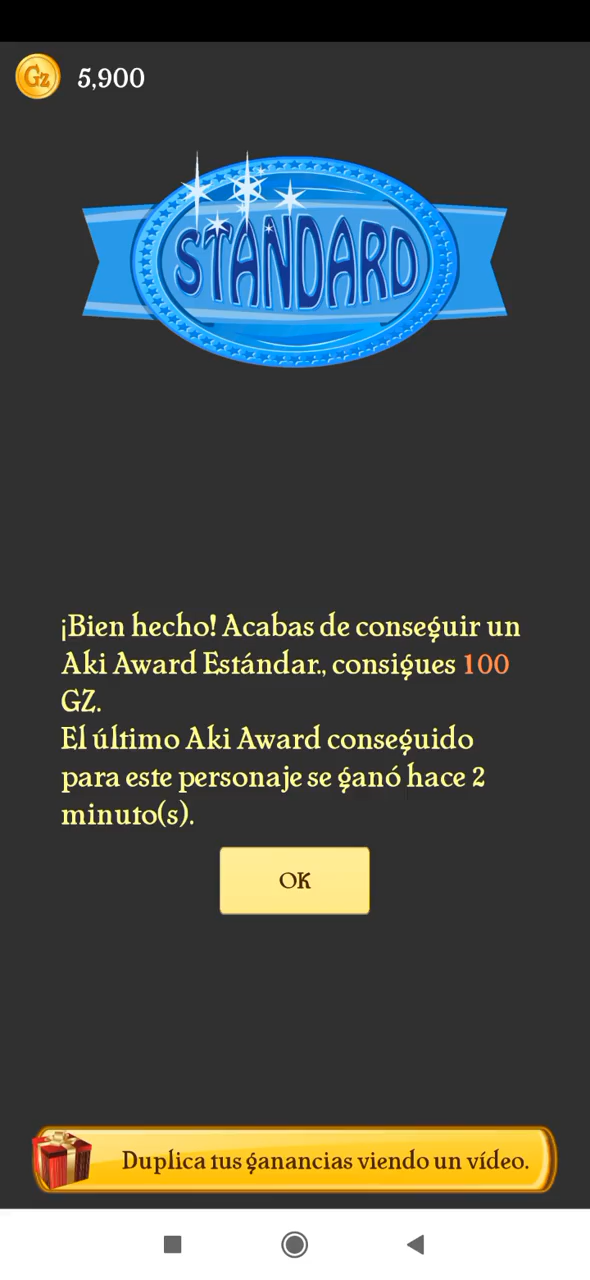 Gz 5,900
STANDARD
¡Bien hecho! Acabas de conseguir un
Aki Award Estándar., consigues 100
GZ.
El último Aki Award conseguido
para este personaje se ganó hace 2
minuto(s).
OK
Duplica tus ganancias viendo un vídeo.